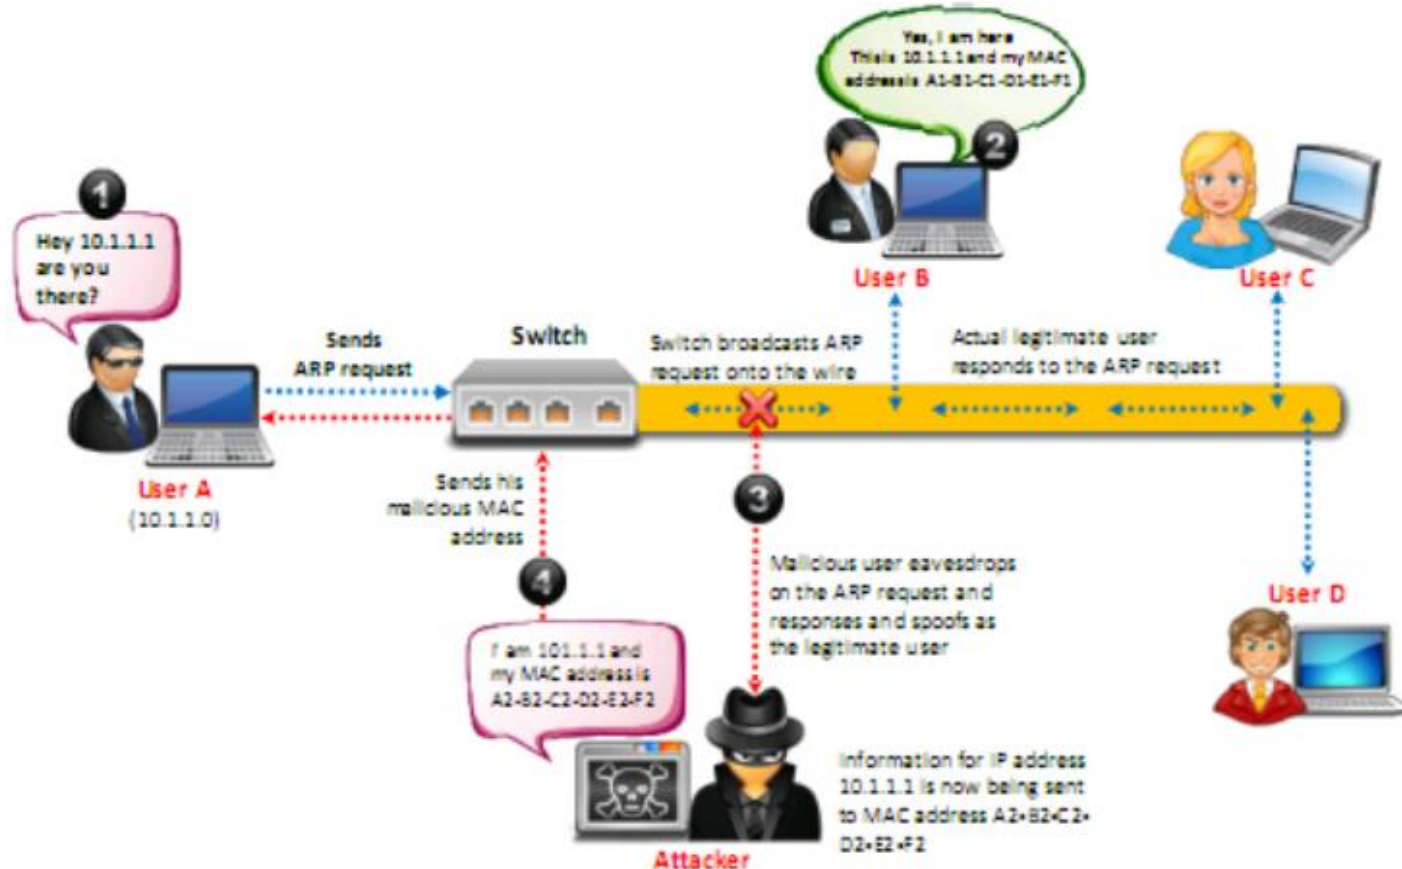 1
Hey 10.1.1.1
are you
there?
User A
(10.1.1.0)
Sends
ARP request
Switch
Switch broadcasts ARP
request onto the wire
Yes, I am here
This is 10.1.1.1 and my MAC
address is A1-B1-C1-D1-E1-F1
2
User B
Actual legitimate user
responds to the ARP request
User C
User D
3
Malicious user eavesdrops
on the ARP request and
responses and spoofs as
the legitimate user
Sends his
malicious MAC
address
4
I am 101.1.1 and
my MAC address is
A2-B2-C2-D2-E2-F2
Attacker
Information for IP address
10.1.1.1 is now being sent
to MAC address A2-B2-C2-
D2-E2-F2